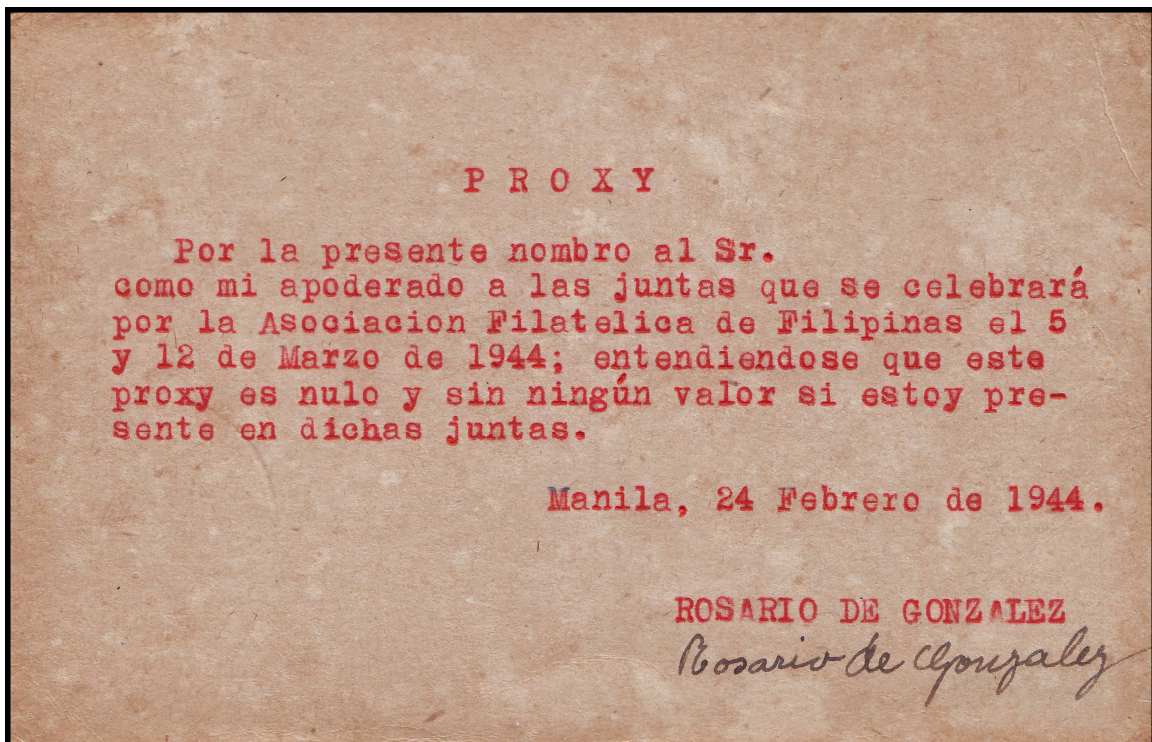 P R O X Y
Por la presente nombro al Sr.
como mi apoderado a las juntas que se celebrará
por la Asociacion Filatelica de Filipinas el 5
y 12 de Marzo de 1944; entendiendose que este
proxy es nulo y sin ningún valor si estoy pre-
sente en dichas juntas.
Manila, 24 Febrero de 1944.
ROSARIO DE GONZALEZ
Rosario de Gonzalez